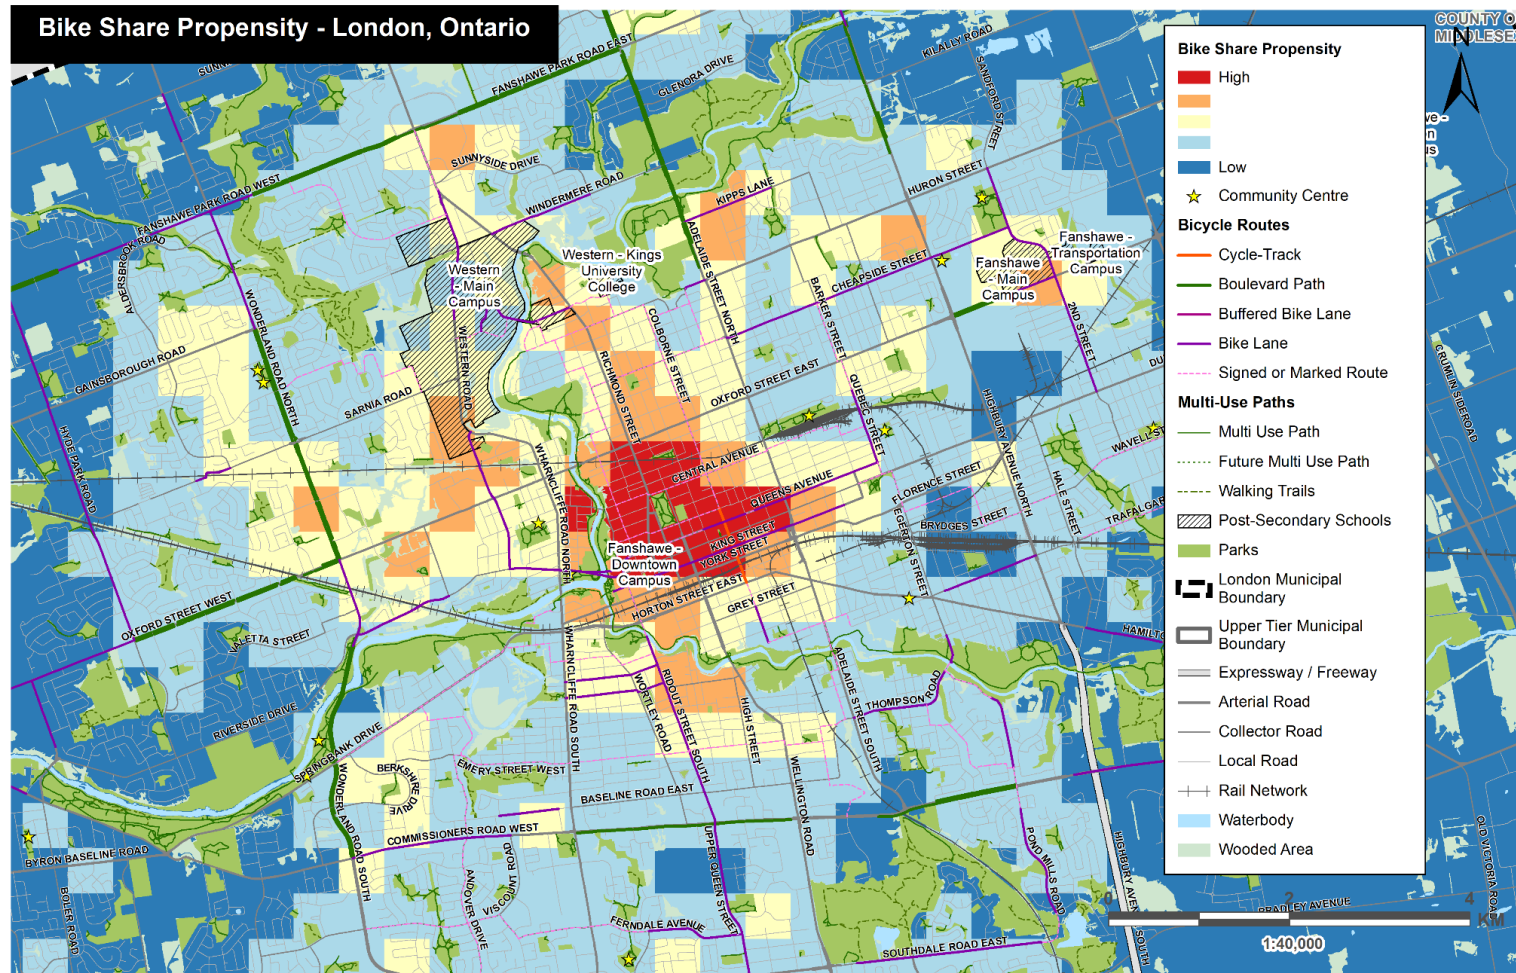 Bike Share Propensity - London, Ontario
COUNTY O
MIDDLESEX
N
Bike Share Propensity
High
Low
Community Centre
Bicycle Routes
Cycle-Track
Boulevard Path
Buffered Bike Lane
Bike Lane
Signed or Marked Route
Multi-Use Paths
Multi Use Path
Future Multi Use Path
Walking Trails
Post-Secondary Schools
Parks
London Municipal
Boundary
Upper Tier Municipal
Boundary
Expressway / Freeway
Arterial Road
Collector Road
Local Road
Rail Network
Waterbody
Wooded Area
FANSHAWE PARK ROAD EAST
GLENORA DRIVE
KILALLY ROAD
SANDFORD STREET
SUNNYSIDE DRIVE
WINDERMERE ROAD
KIPPS LANE
HURON STREET
FANSHAWE PARK ROAD WEST
ALDERSBROOK ROAD
Western
- Main
Campus
Western - Kings
University
College
ADELAIDE STREET NORTH
CHEAPSIDE STREET
Fanshawe
- Main
Campus
Fanshawe -
Transportation
Campus
WONDERLAND ROAD NORTH
WESTERN ROAD
RICHMOND STREET
COLBORNE STREET
BARKER STREET
2ND STREET
GAINSBOROUGH ROAD
SARNIA ROAD
OXFORD STREET EAST
QUEBEC STREET
HIGHBURY AVENUE NORTH
CRUMLIN SIDEROAD
HYDE PARK ROAD
WHARNCLIFFE ROAD NORTH
CENTRAL AVENUE
QUEENS AVENUE
FLORENCE STREET
HALE STREET
WAVELL ST
TRAFALGAR
KING STREET
YORK STREET
EGERTON STREET
BRYDGES STREET
Fanshawe -
Downtown
Campus
HORTON STREET EAST
GREY STREET
OXFORD STREET WEST
VALETTA STREET
HAMILTO
RIVERSIDE DRIVE
SPRINGBANK DRIVE
WHARNCLIFFE ROAD SOUTH
WORTLEY ROAD
RIDOUT STREET SOUTH
HIGH STREET
ADELAIDE STREET SOUTH
THOMPSON ROAD
BERKSHIRE DRIVE
EMERY STREET WEST
BASELINE ROAD EAST
WELLINGTON ROAD
WONDERLAND ROAD SOUTH
COMMISSIONERS ROAD WEST
BYRON BASELINE ROAD
BOLER ROAD
ANDOVER DRIVE
VISCOUNT ROAD
UPPER QUEEN STREET
POND MILLS ROAD
HIGHBURY AVENUE SOUTH
OLD VICTORIA ROAD
FERNDALE AVENUE
SOUTHDALE ROAD EAST
BRADLEY AVENUE
0 2 4
KM
1:40,000